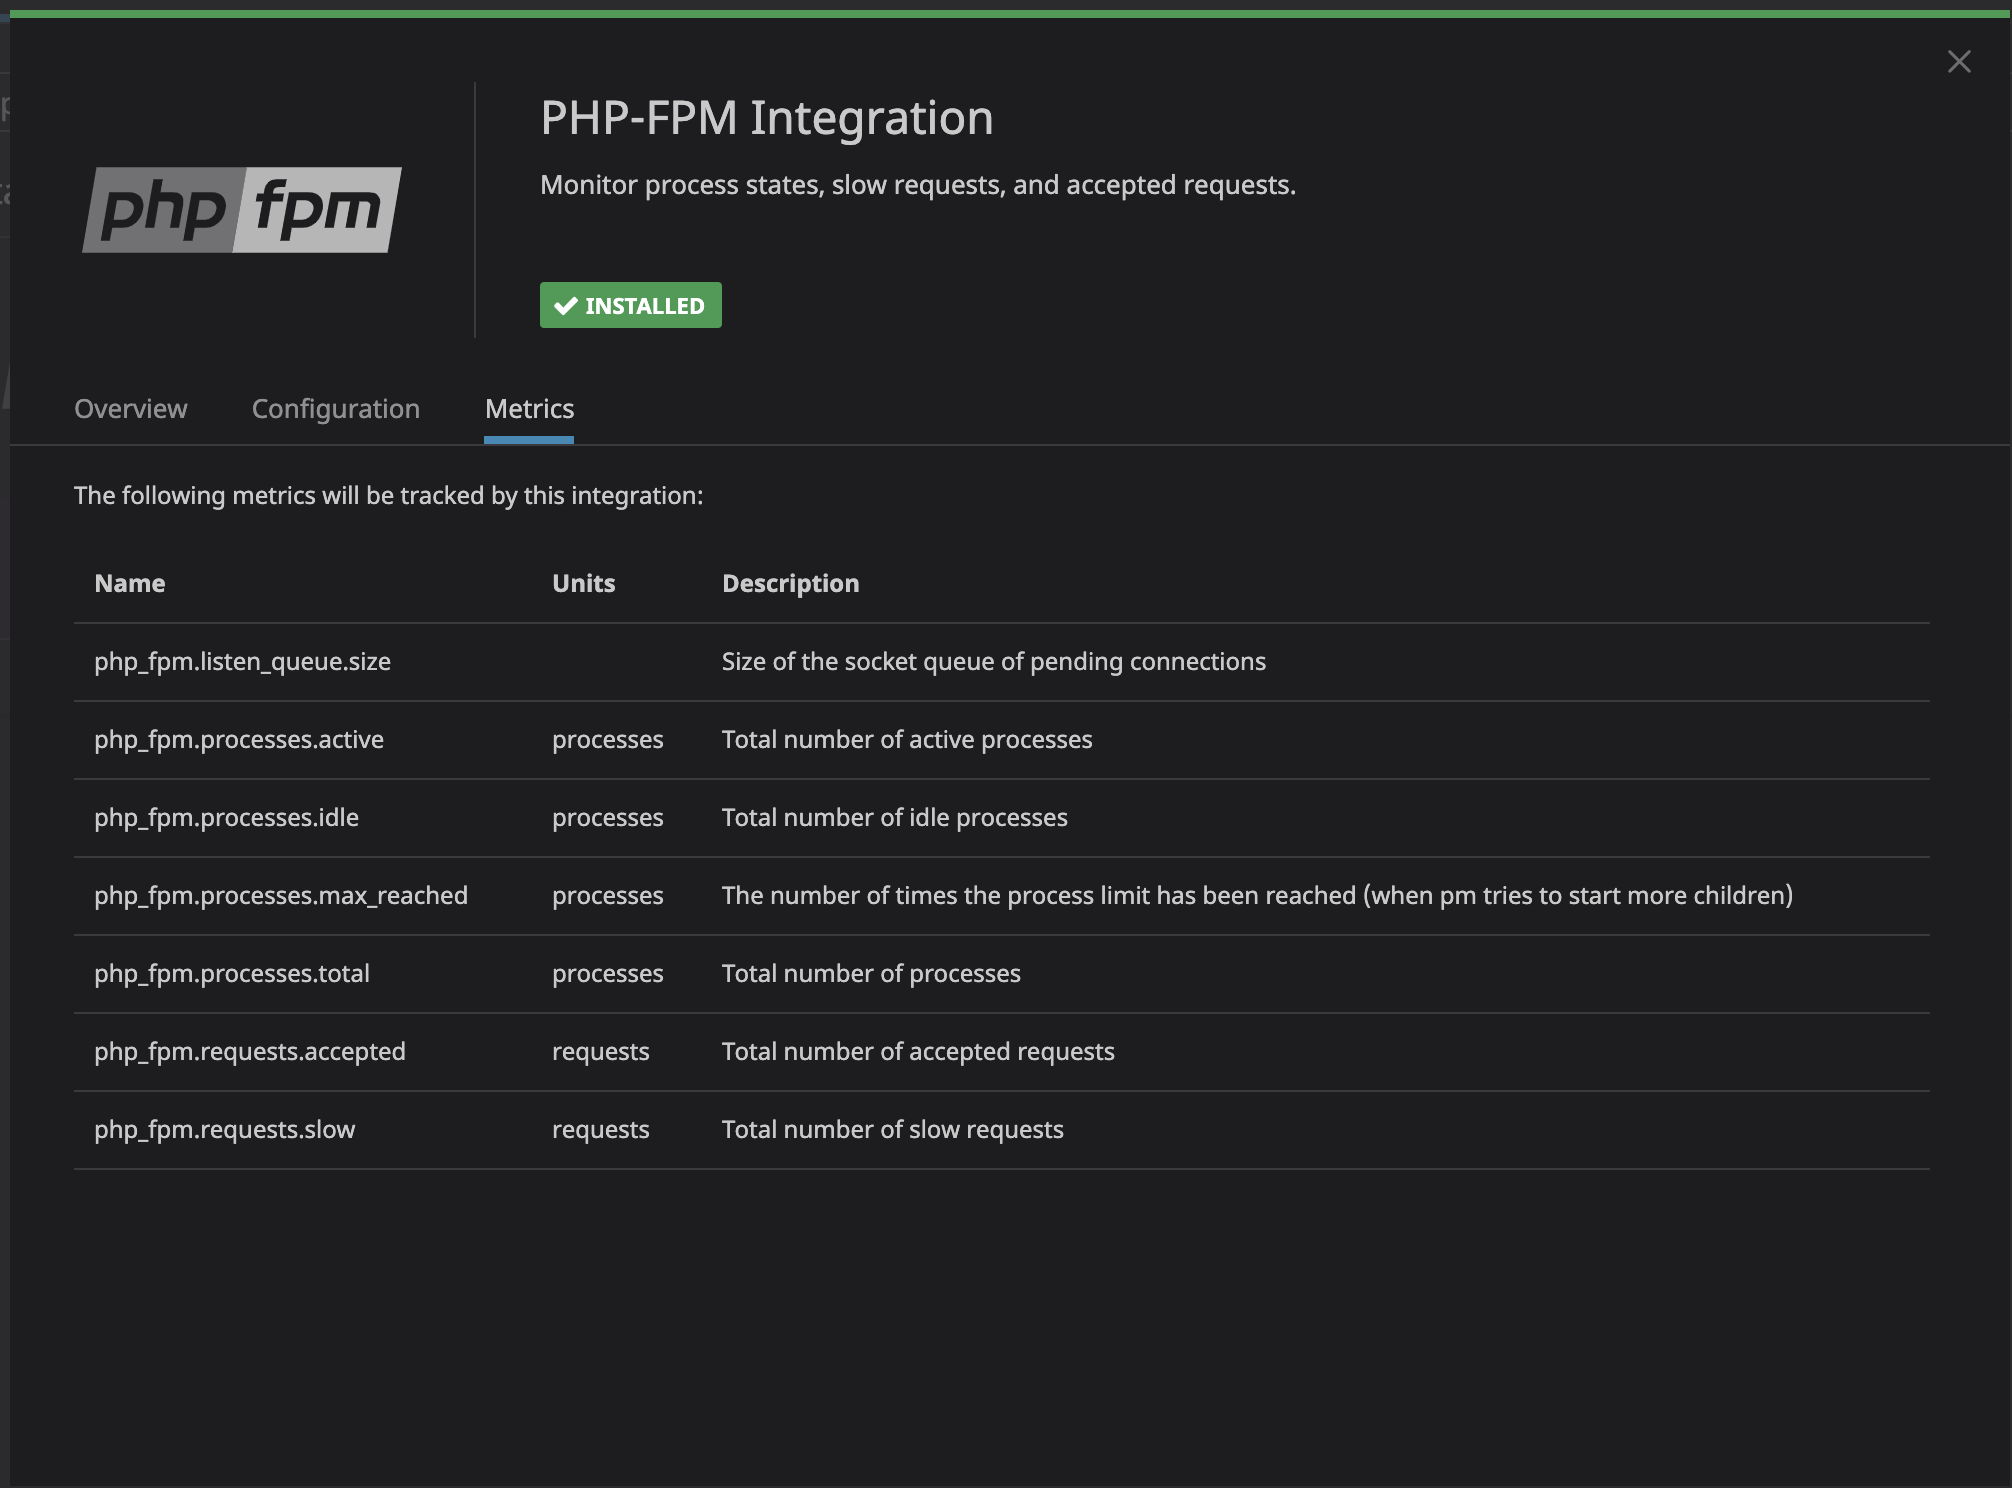 PHP-FPM Integration
Monitor process states, slow requests, and accepted requests.
php fpm
INSTALLED
Overview Configuration Metrics
The following metrics will be tracked by this integration:
Name Units Description
php_fpm.listen_queue.size Size of the socket queue of pending connections
php_fpm.processes.active processes Total number of active processes
php_fpm.processes.idle processes Total number of idle processes
php_fpm.processes.max_reached processes The number of times the process limit has been reached (when pm tries to start more children)
php_fpm.processes.total processes Total number of processes
php_fpm.requests.accepted requests Total number of accepted requests
php_fpm.requests.slow requests Total number of slow requests